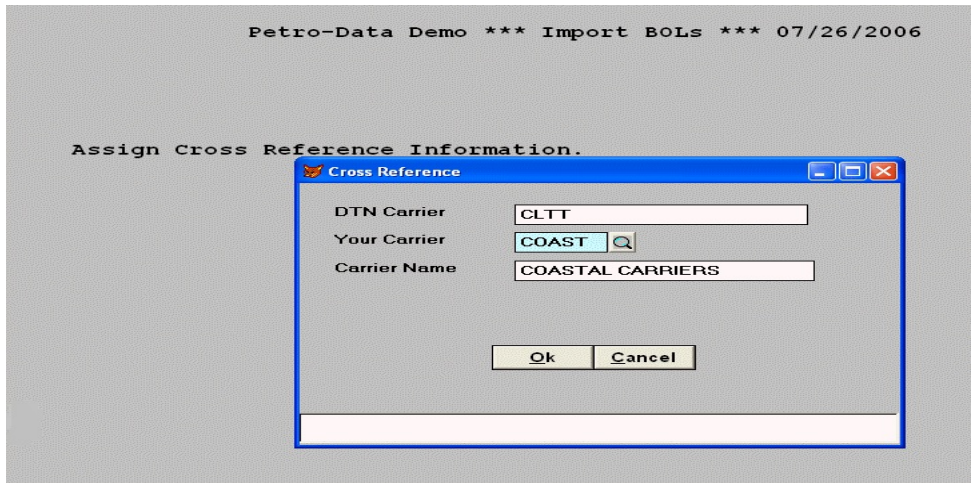 Petro-Data Demo *** Import BOLs *** 07/26/2006
Assign Cross Reference Information.
Cross Reference
DTN Carrier CLTT
Your Carrier COAST
Carrier Name COASTAL CARRIERS
Ok Cancel